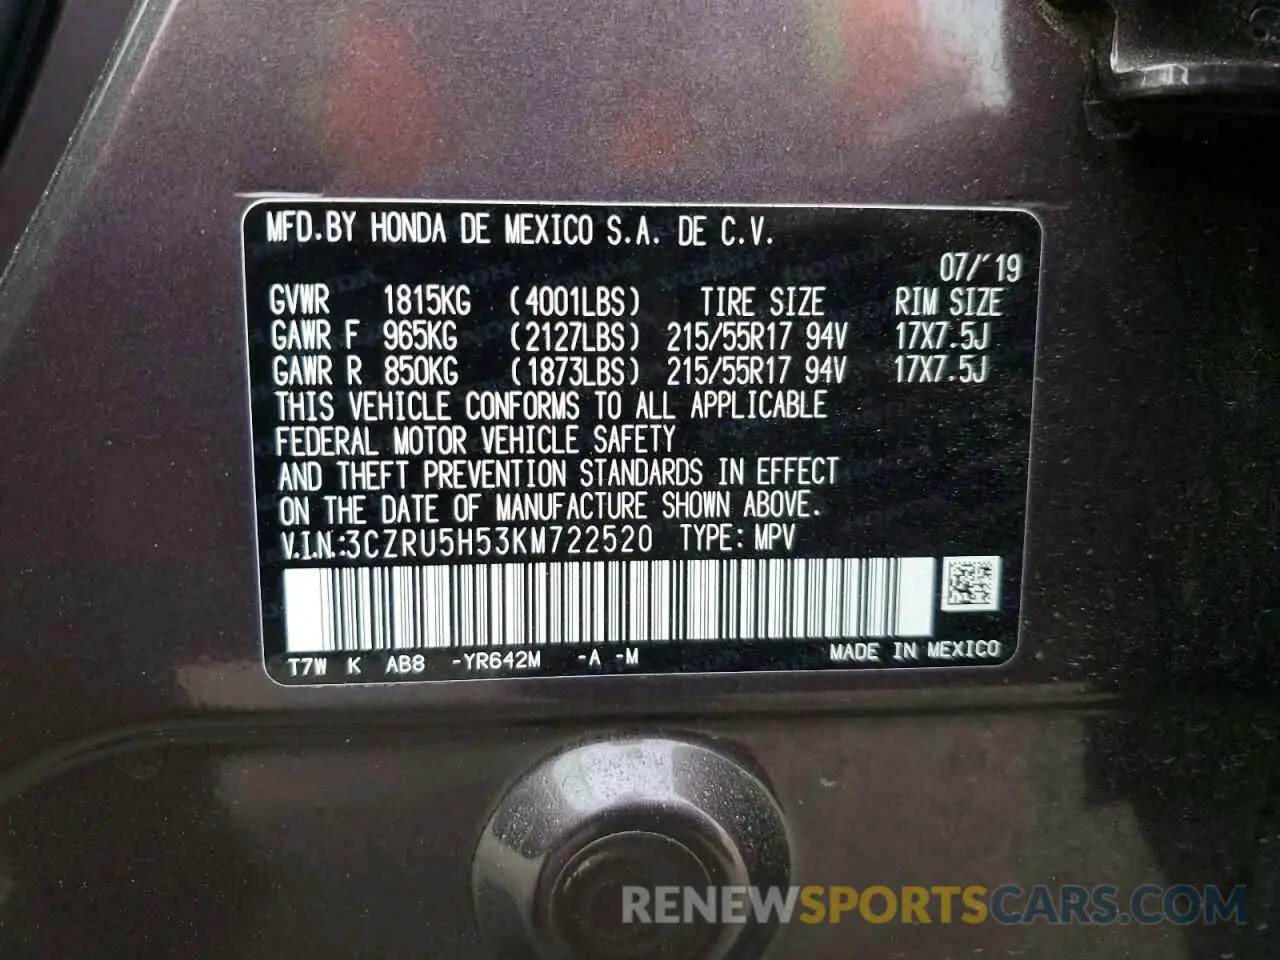 MFD.BY HONDA DE MEXICO S.A. DE C.V.
07/'19
GVWR 1815KG (4001LBS) TIRE SIZE RIM SIZE
GAWR F 965KG (2127LBS) 215/55R17 94V 17X7.5J
GAWR R 850KG (1873LBS) 215/55R17 94V 17X7.5J
THIS VEHICLE CONFORMS TO ALL APPLICABLE
FEDERAL MOTOR VEHICLE SAFETY
AND THEFT PREVENTION STANDARDS IN EFFECT
ON THE DATE OF MANUFACTURE SHOWN ABOVE.
V.I.N.:3CZRU5H53KM722520 TYPE: MPV
T7W K AB8 -YR642M -A -M MADE IN MEXICO
RENEWSPORTSCARS.COM